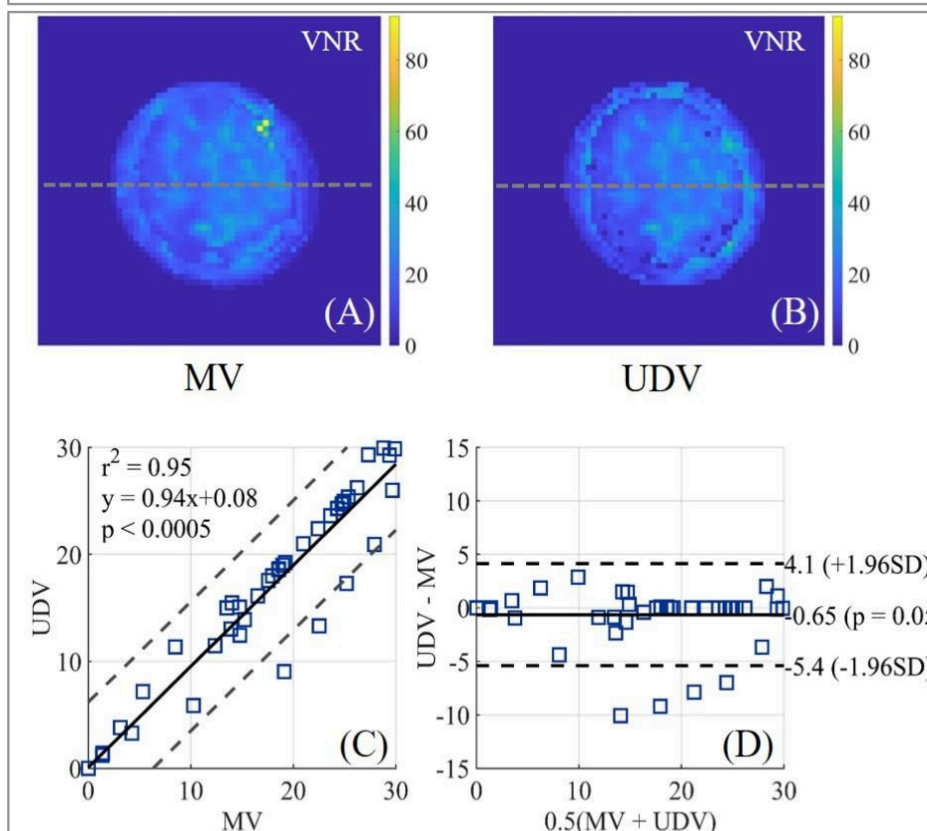 VNR
80
60
40
20
0
(A)
MV
VNR
80
60
40
20
0
(B)
UDV
30
20
10
0
UDV
r² = 0.95
y = 0.94x+0.08
p < 0.0005
(C)
0
10
20
30
MV
15
10
5
0
-5
-10
-15
UDV - MV
4.1 (+1.96SD)
-0.65 (p = 0.0
-5.4 (-1.96SD)
(D)
0
10
20
30
0.5(MV + UDV)